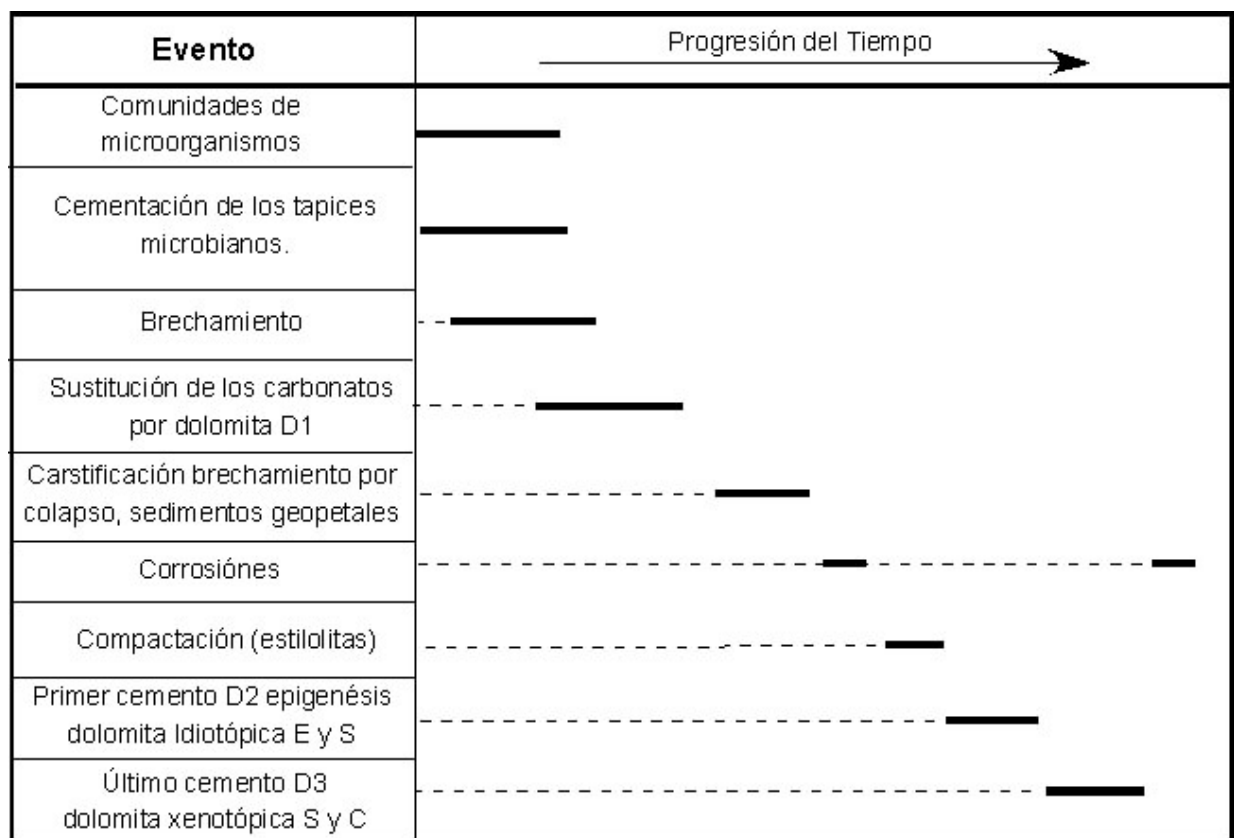 Evento
Progresión del Tiempo
Comunidades de
microorganismos
Cementación de los tapices
microbianos.
Brechamiento
Sustitución de los carbonatos
por dolomita D1
Carstificación brechamiento por
colapso, sedimentos geopetales
Corrosiónes
Compactación (estilolitas)
Primer cemento D2 epigenésis
dolomita Idiotópica E y S
Último cemento D3
dolomita xenotópica S y C